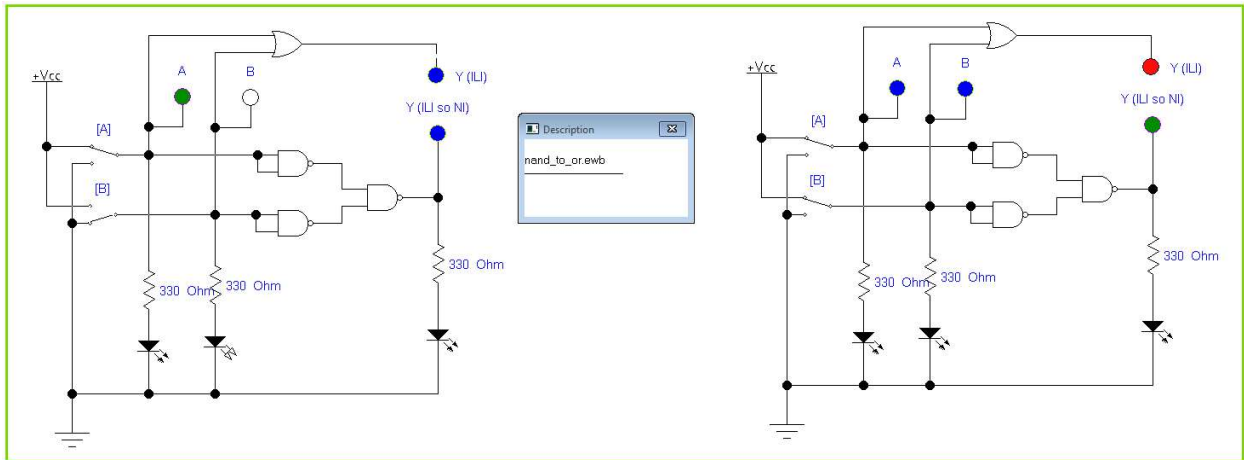 +Vcc
A
B
Y (ILI)
Y (ILI so NI)
[A]
[B]
330 Ohm
330 Ohm
330 Ohm
Description
nand_to_or.ewb
+Vcc
A
B
Y (ILI)
Y (ILI so NI)
[A]
[B]
330 Ohm
330 Ohm
330 Ohm